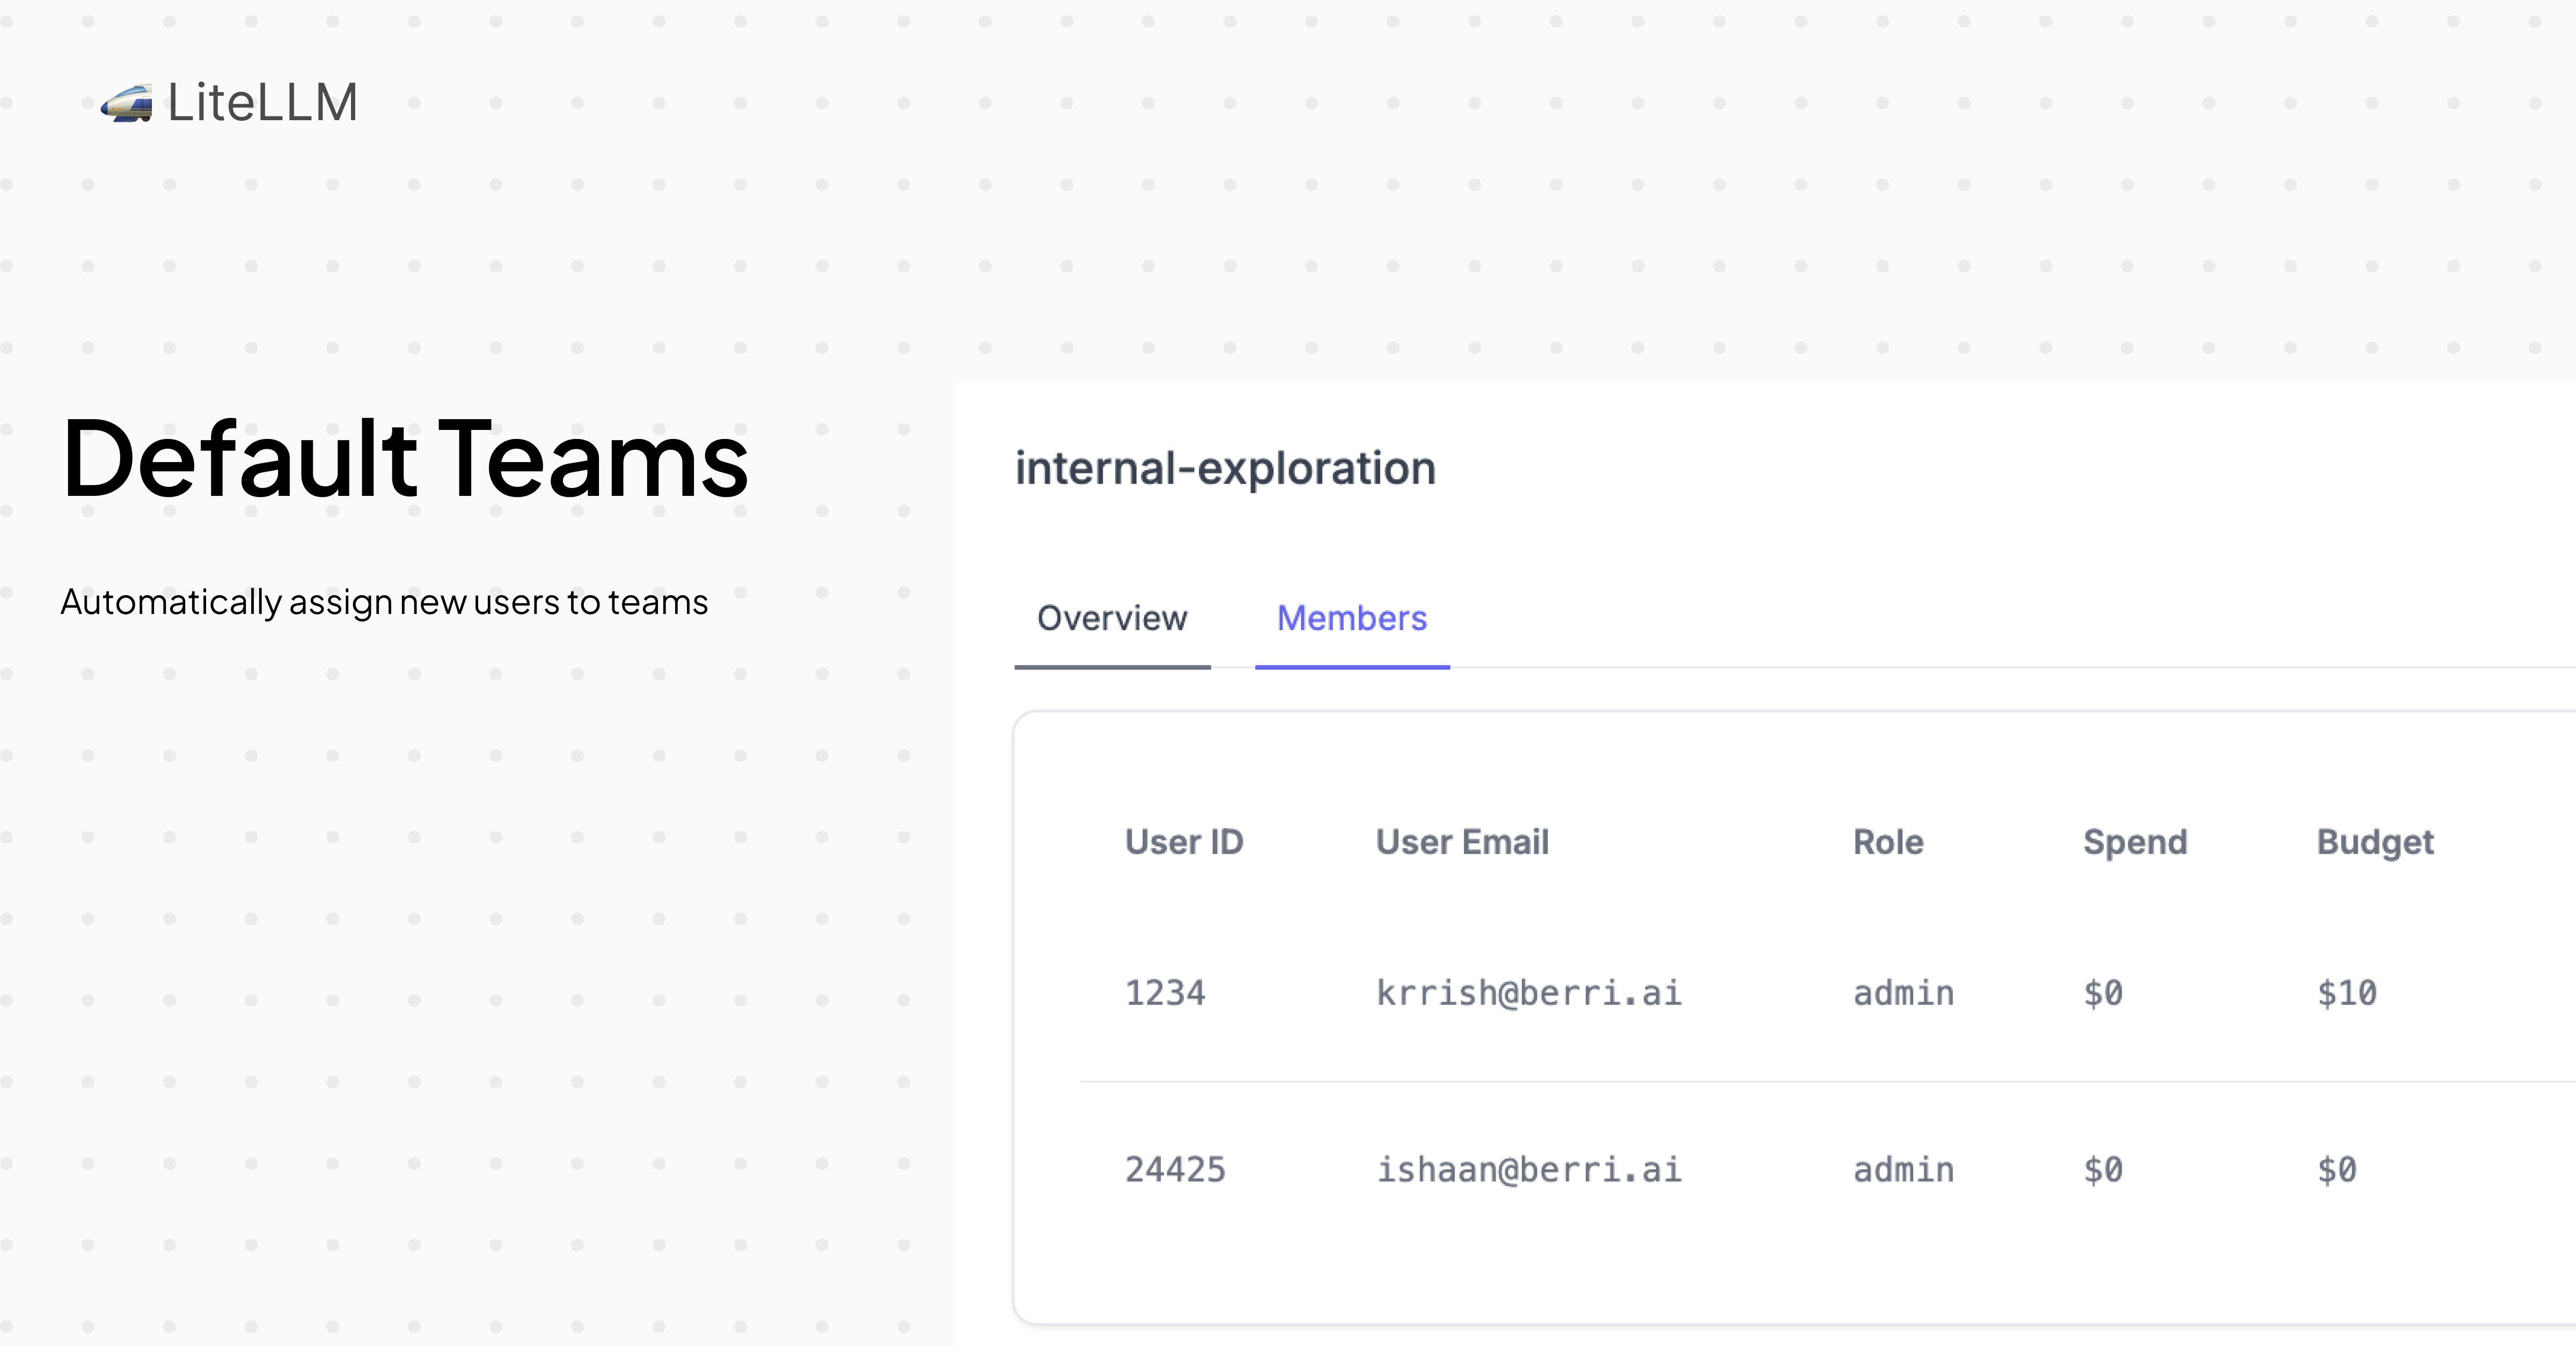 LiteLLM
Default Teams
Automatically assign new users to teams
internal-exploration
Overview Members
User ID User Email Role Spend Budget
1234 krrish@berri.ai admin $0 $10
24425 ishaan@berri.ai admin $0 $0